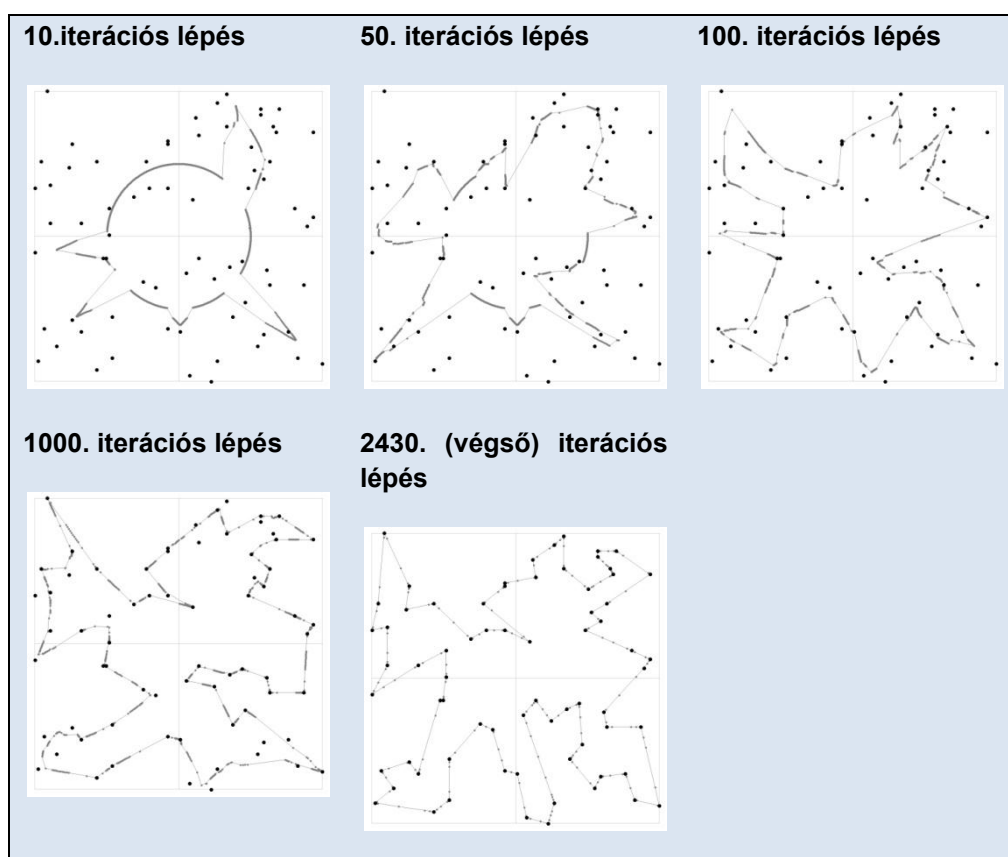 10.iterációs lépés
50. iterációs lépés
100. iterációs lépés
1000. iterációs lépés
2430. (végső) iterációs
lépés